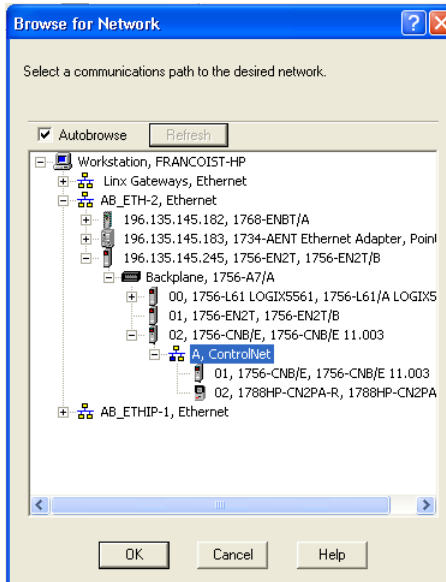 Browse for Network
Select a communications path to the desired network.
Autobrowse Refresh
Workstation, FRANCOIST-HP
Linx Gateways, Ethernet
AB_ETH-2, Ethernet
196.135.145.182, 1768-ENBT/A
196.135.145.183, 1734-AENT Ethernet Adapter, Point
196.135.145.245, 1756-EN2T, 1756-EN2T/B
Backplane, 1756-A7/A
00, 1756-L61 LOGIX5561, 1756-L61/A LOGIX5
01, 1756-EN2T, 1756-EN2T/B
02, 1756-CNB/E, 1756-CNB/E 11.003
A, ControlNet
01, 1756-CNB/E, 1756-CNB/E 11.003
02, 1788HP-CN2PA-R, 1788HP-CN2PA
AB_ETHIP-1, Ethernet
OK Cancel Help